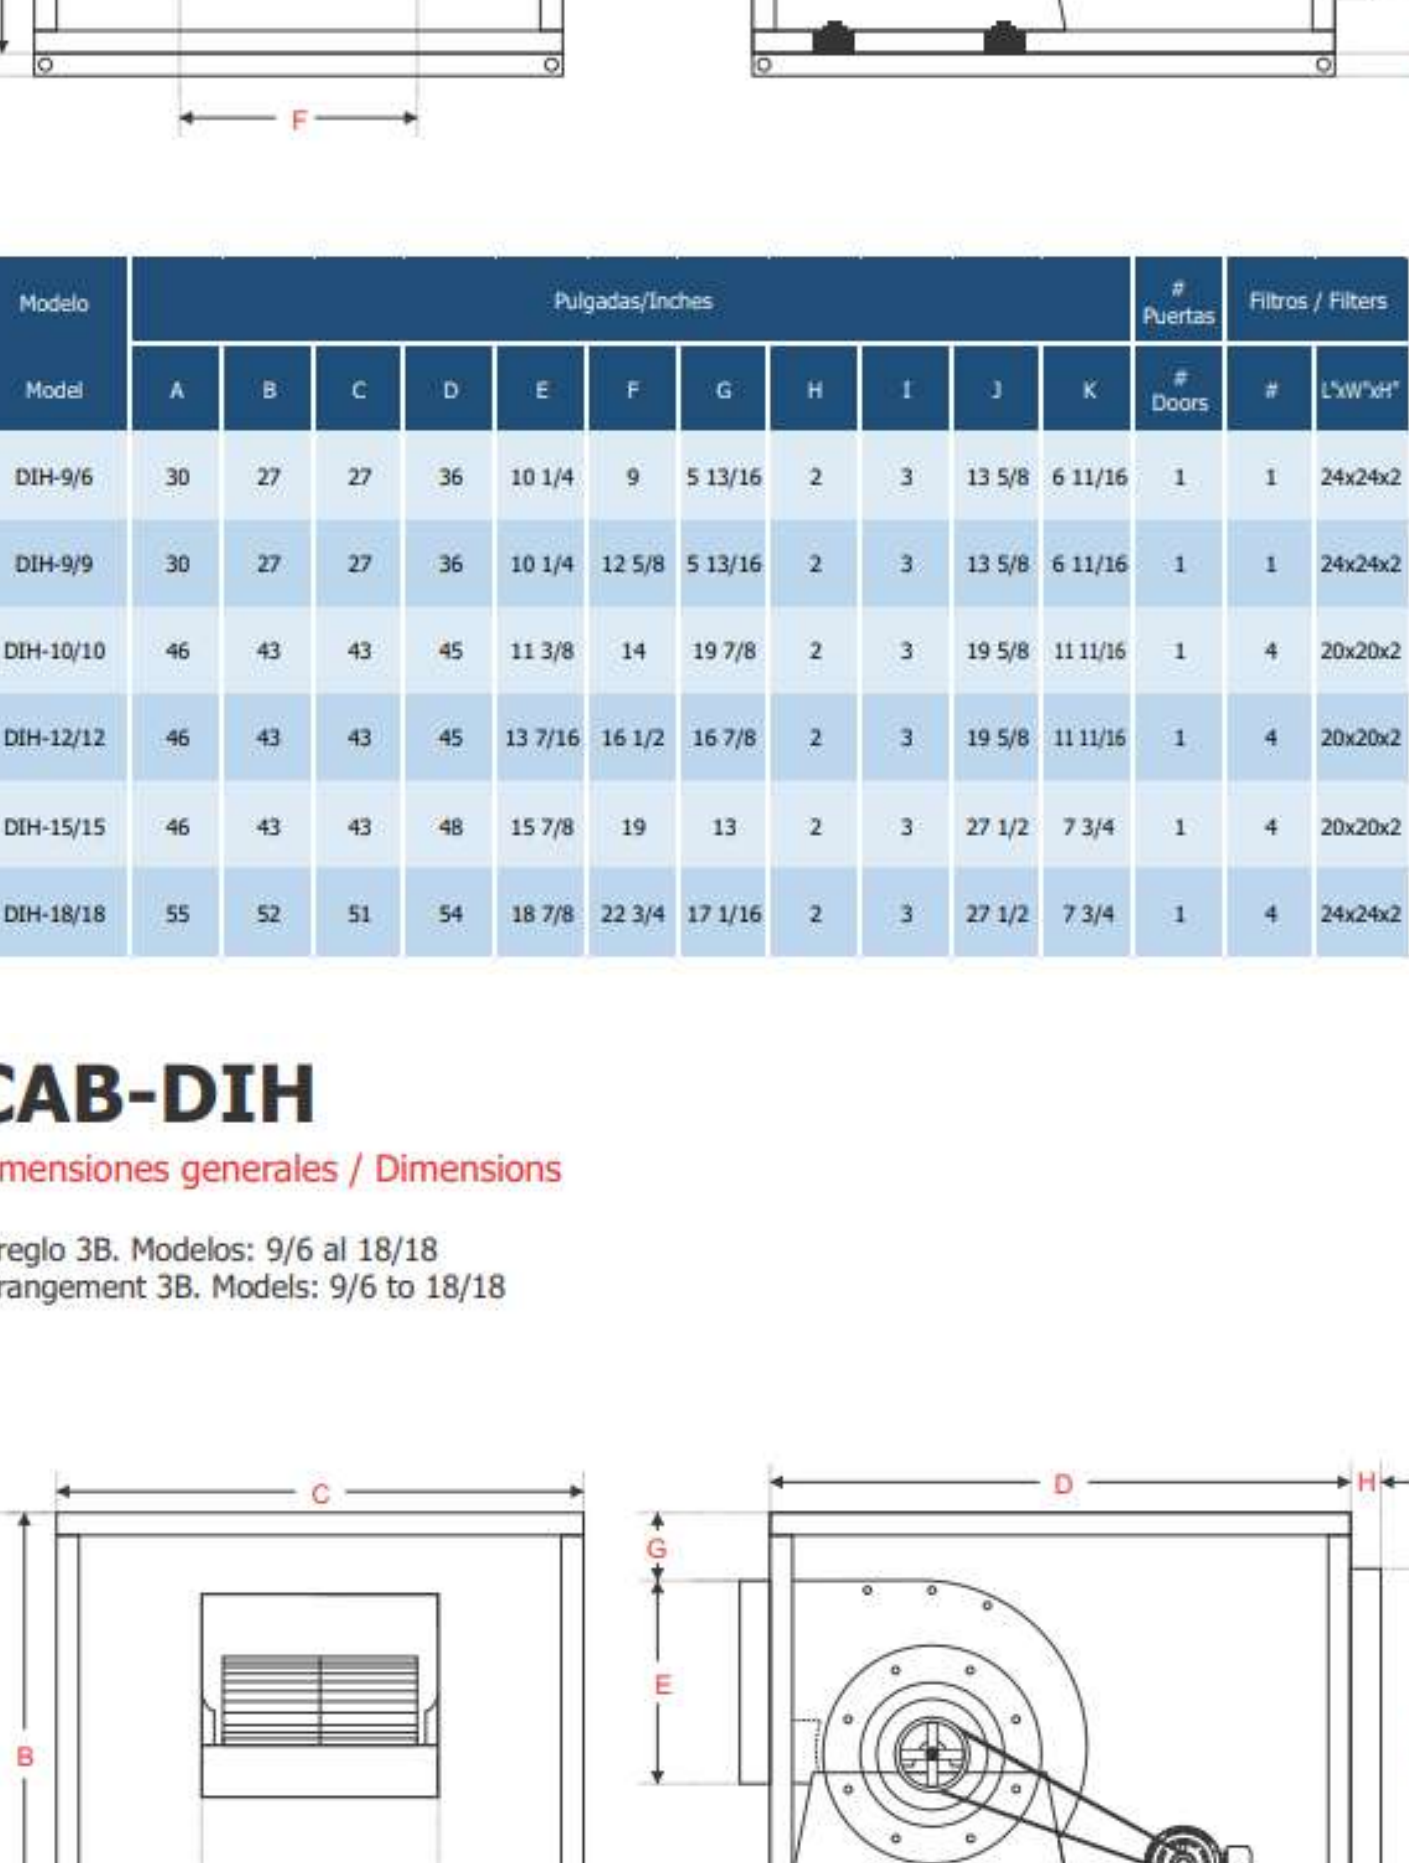 F
Modelo Pulgadas/Inches # Puertas Filtros / Filters
Model A B C D E F G H I J K # Doors # L"xW"xH"
DIH-9/6 30 27 27 36 10 1/4 9 5 13/16 2 3 13 5/8 6 11/16 1 1 24x24x2
DIH-9/9 30 27 27 36 10 1/4 12 5/8 5 13/16 2 3 13 5/8 6 11/16 1 1 24x24x2
DIH-10/10 46 43 43 45 11 3/8 14 19 7/8 2 3 19 5/8 11 11/16 1 4 20x20x2
DIH-12/12 46 43 43 45 13 7/16 16 1/2 16 7/8 2 3 19 5/8 11 11/16 1 4 20x20x2
DIH-15/15 46 43 43 48 15 7/8 19 13 2 3 27 1/2 7 3/4 1 4 20x20x2
DIH-18/18 55 52 51 54 18 7/8 22 3/4 17 1/16 2 3 27 1/2 7 3/4 1 4 24x24x2
CAB-DIH
mensiones generales / Dimensions
reglo 3B. Modelos: 9/6 al 18/18
rangement 3B. Models: 9/6 to 18/18
C D H
G
E
B